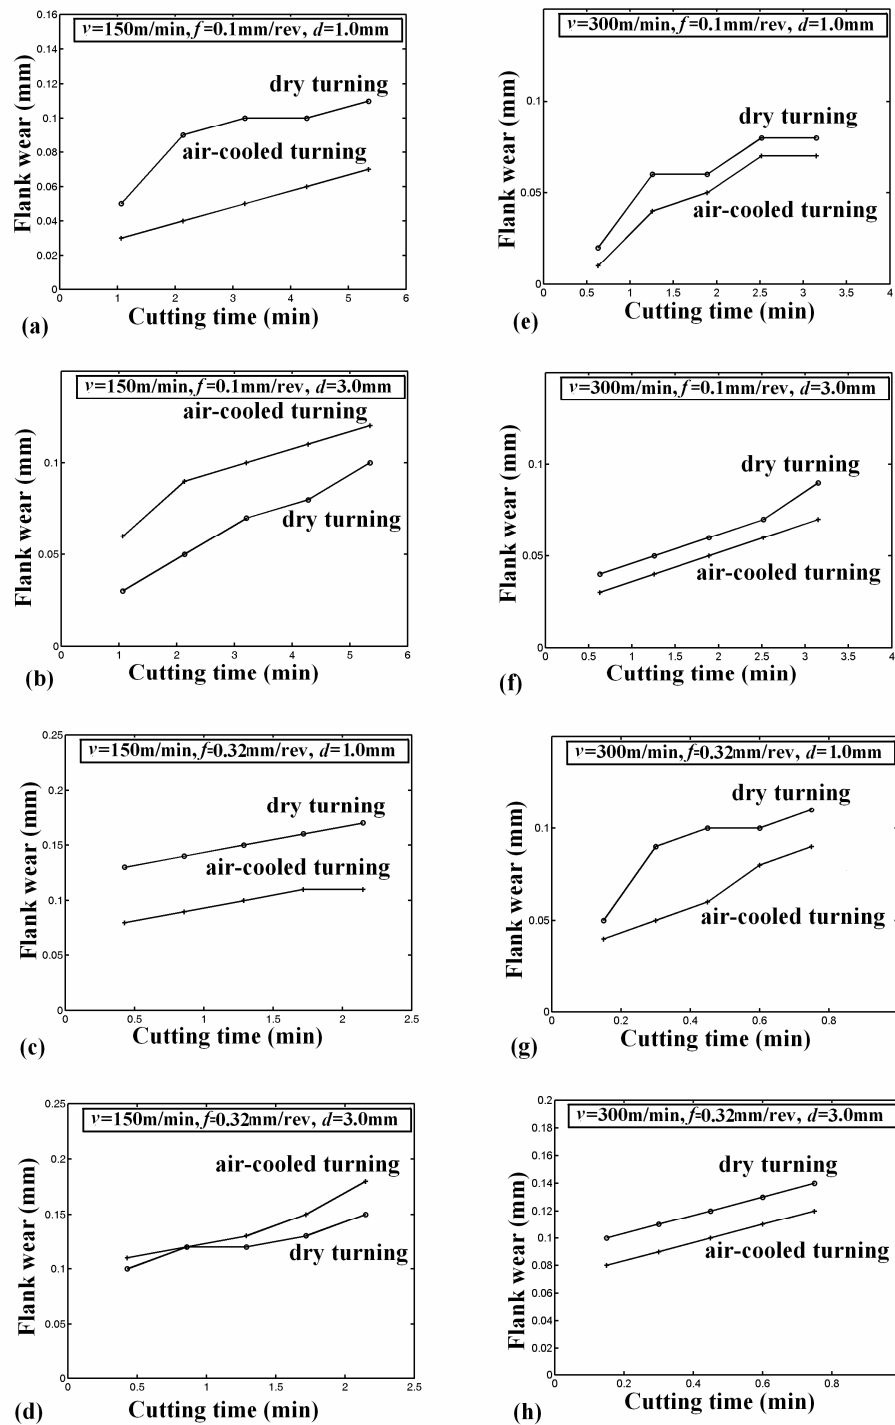 v=150m/min, f=0.1mm/rev, d=1.0mm
0.16
0.14
0.12
0.1
0.08
0.06
0.04
0.02
0
Flank wear (mm)
dry turning
air-cooled turning
0 1 2 3 4 5 6
Cutting time (min)
(a)
v=300m/min, f=0.1mm/rev, d=1.0mm
0.1
0.05
0
Flank wear (mm)
dry turning
air-cooled turning
0 0.5 1 1.5 2 2.5 3 3.5 4
Cutting time (min)
(e)
v=150m/min, f=0.1mm/rev, d=3.0mm
air-cooled turning
0.1
0.05
0
Flank wear (mm)
dry turning
0 1 2 3 4 5 6
Cutting time (min)
(b)
v=300m/min, f=0.1mm/rev, d=3.0mm
0.1
0.05
0
Flank wear (mm)
dry turning
air-cooled turning
0 0.5 1 1.5 2 2.5 3 3.5 4
Cutting time (min)
(f)
v=150m/min, f=0.32mm/rev, d=1.0mm
0.25
0.2
0.15
0.1
0.05
0
Flank wear (mm)
dry turning
air-cooled turning
0 0.5 1 1.5 2 2.5
Cutting time (min)
(c)
v=300m/min, f=0.32mm/rev, d=1.0mm
0.1
0.05
0
Flank wear (mm)
dry turning
air-cooled turning
0.2 0.4 0.6 0.8
Cutting time (min)
(g)
v=150m/min, f=0.32mm/rev, d=3.0mm
0.25
0.2
0.15
0.1
0.05
0
Flank wear (mm)
air-cooled turning
dry turning
0.5 1 1.5 2 2.5
Cutting time (min)
(d)
v=300m/min, f=0.32mm/rev, d=3.0mm
0.2
0.18
0.16
0.14
0.12
0.1
0.08
0.06
0.04
0.02
0
Flank wear (mm)
dry turning
air-cooled turning
0 0.2 0.4 0.6 0.8
Cutting time (min)
(h)